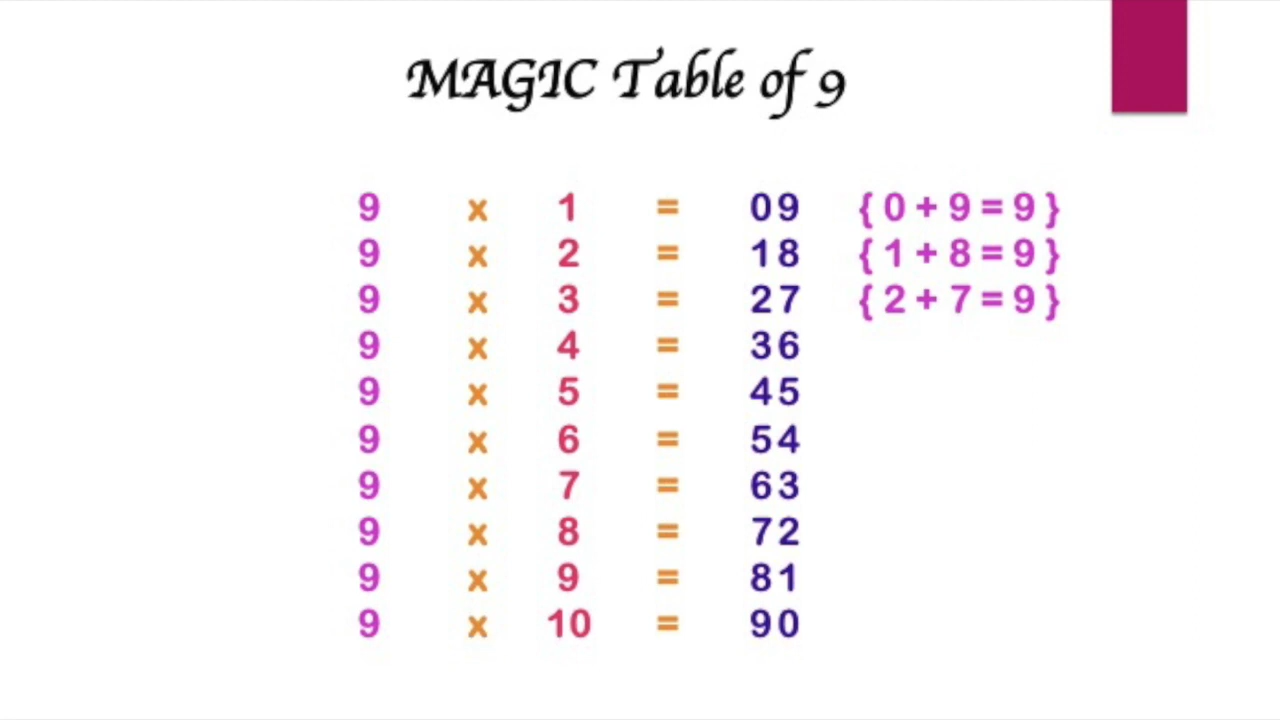 MAGIC Table of 9
9 x 1 = 09 { 0 + 9 = 9 }
9 x 2 = 18 { 1 + 8 = 9 }
9 x 3 = 27 { 2 + 7 = 9 }
9 x 4 = 36
9 x 5 = 45
9 x 6 = 54
9 x 7 = 63
9 x 8 = 72
9 x 9 = 81
9 x 10 = 90